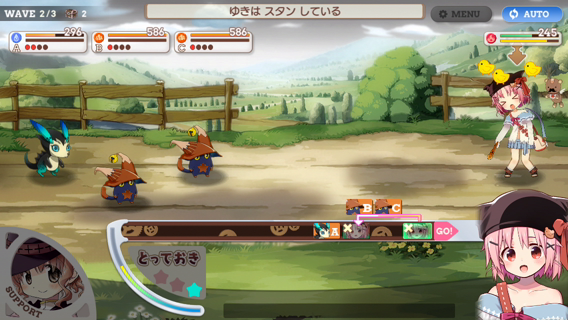 WAVE 2/3 2
ゆきは スタン している
MENU
AUTO
296
586
586
245
A
B
C
B
C
A
GO!
とっておき
SUPPORT